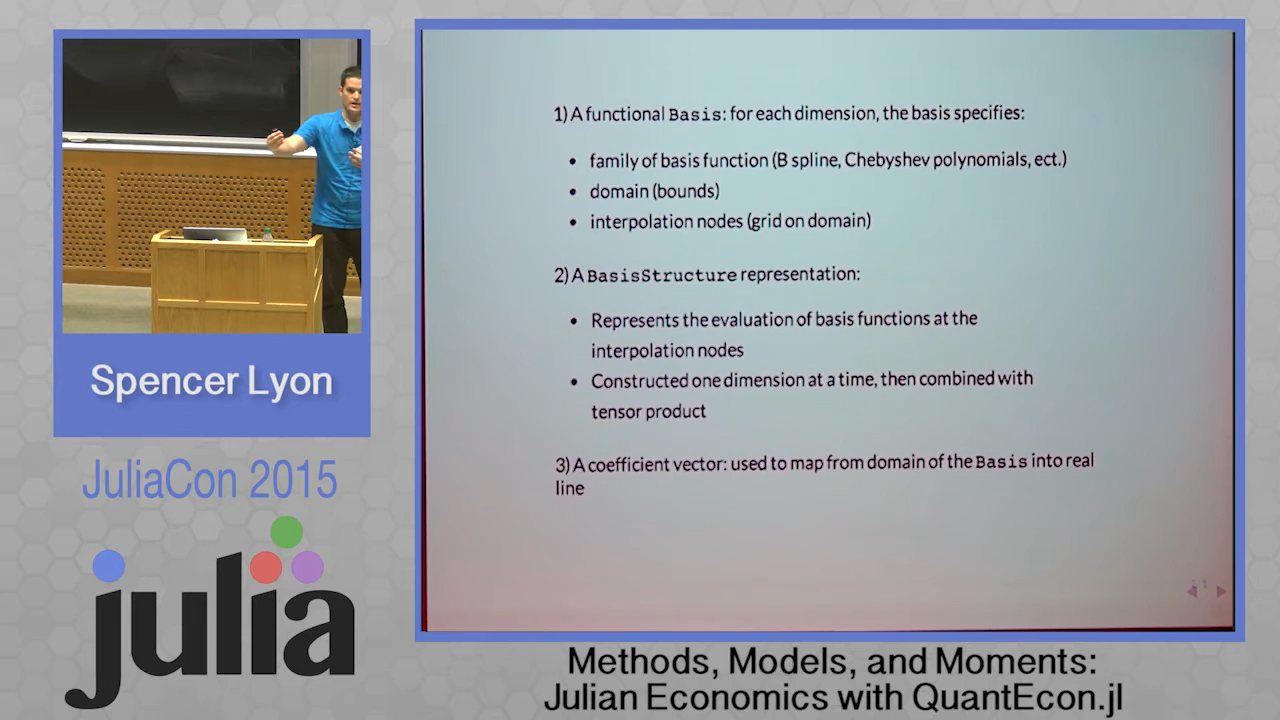 1) A functional Basis: for each dimension, the basis specifies:
• family of basis function (B spline, Chebyshev polynomials, ect.)
• domain (bounds)
• interpolation nodes (grid on domain)
2) A BasisStructure representation:
• Represents the evaluation of basis functions at the
interpolation nodes
• Constructed one dimension at a time, then combined with
tensor product
3) A coefficient vector: used to map from domain of the Basis into real
line
Spencer Lyon
JuliaCon 2015
julia
Methods, Models, and Moments:
Julian Economics with QuantEcon.jl